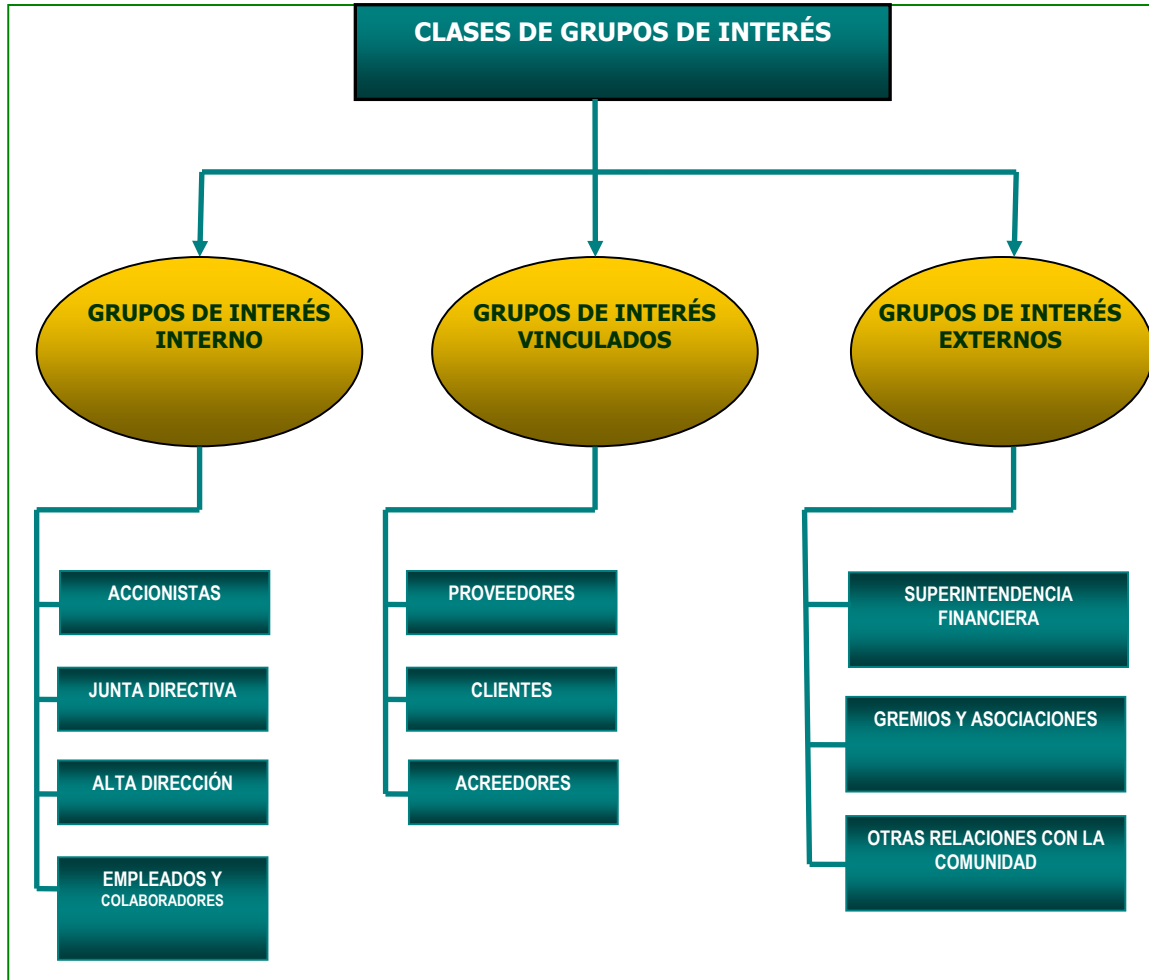 CLASES DE GRUPOS DE INTERÉS
GRUPOS DE INTERÉS
INTERNO
GRUPOS DE INTERÉS
VINCULADOS
GRUPOS DE INTERÉS
EXTERNOS
ACCIONISTAS
JUNTA DIRECTIVA
ALTA DIRECCIÓN
EMPLEADOS Y
COLABORADORES
PROVEEDORES
CLIENTES
ACREEDORES
SUPERINTENDENCIA
FINANCIERA
GREMIOS Y ASOCIACIONES
OTRAS RELACIONES CON LA
COMUNIDAD